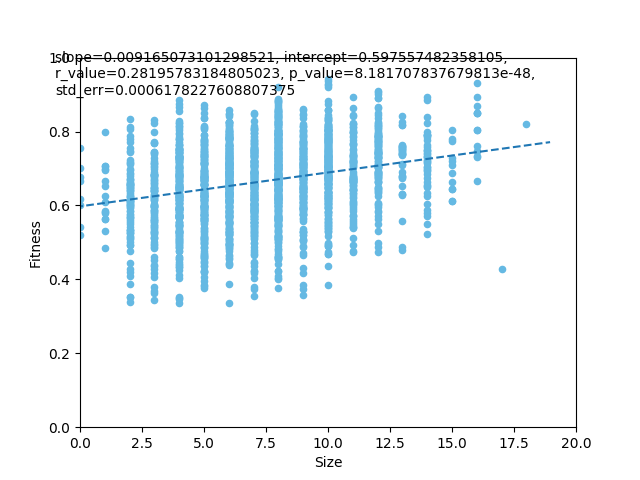 slope=0.009165073101298521, intercept=0.597557482358105,
r_value=0.28195783184805023, p_value=8.181707837679813e-48,
std_err=0.0006178227608807375
1.0
0.8
0.6
0.4
0.2
0.0
Fitness
0.0 2.5 5.0 7.5 10.0 12.5 15.0 17.5 20.0
Size